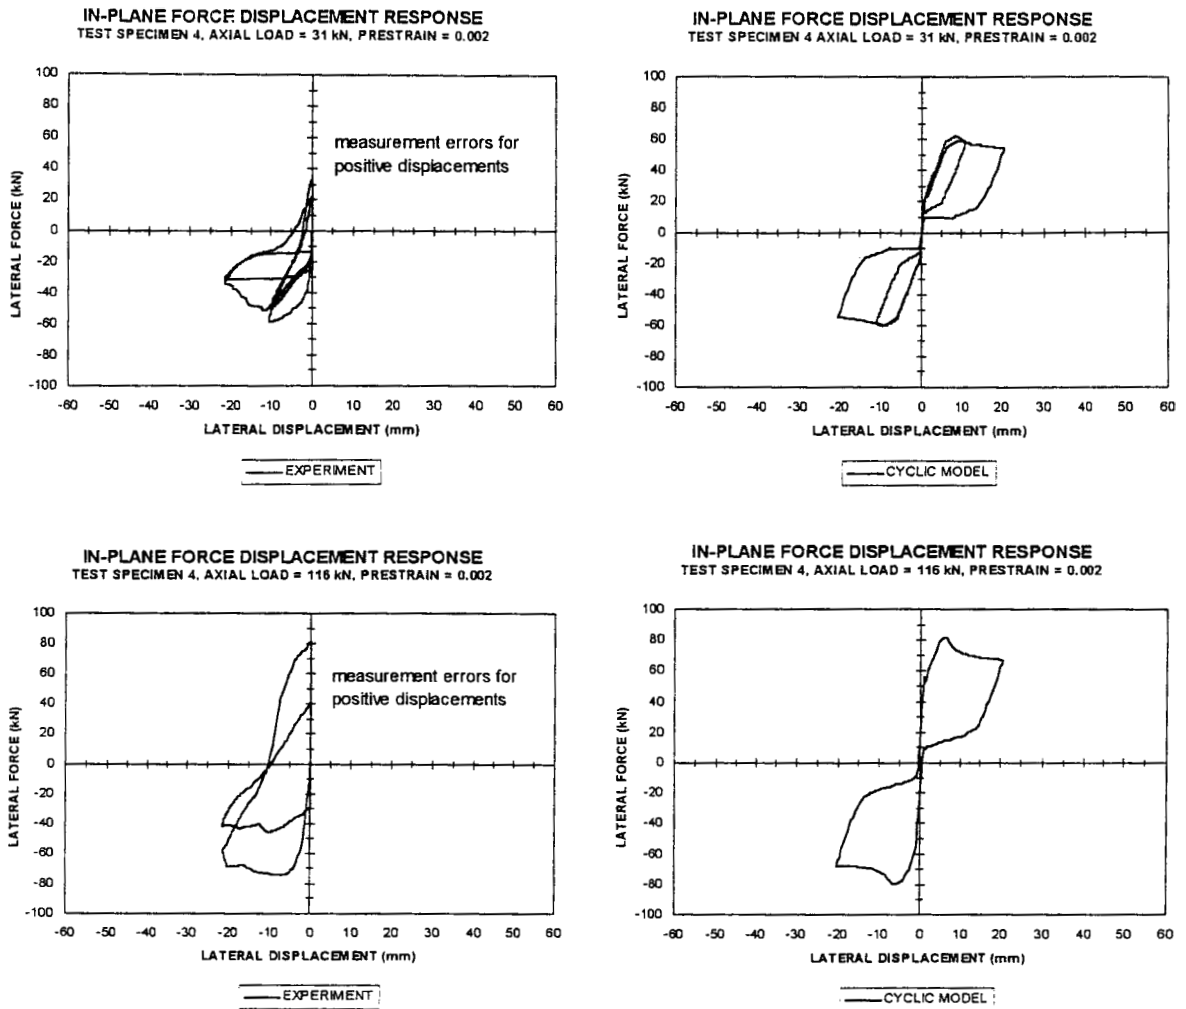 IN-PLANE FORCE DISPLACEMENT RESPONSE
TEST SPECIMEN 4, AXIAL LOAD = 31 kN, PRESTRAIN = 0.002
100
80
60
40
20
0
-20
-40
-60
-80
-100
LATERAL FORCE (kN)
measurement errors for
positive displacements
-60 -50 -40 -30 -20 -10 0 10 20 30 40 50 60
LATERAL DISPLACEMENT (mm)
EXPERIMENT
IN-PLANE FORCE DISPLACEMENT RESPONSE
TEST SPECIMEN 4 AXIAL LOAD = 31 kN, PRESTRAIN = 0.002
100
80
60
40
20
0
-20
-40
-60
-80
-100
LATERAL FORCE (kN)
-60 -50 -40 -30 -20 -10 0 10 20 30 40 50 60
LATERAL DISPLACEMENT (mm)
CYCLIC MODEL
IN-PLANE FORCE DISPLACEMENT RESPONSE
TEST SPECIMEN 4, AXIAL LOAD = 116 kN, PRESTRAIN = 0.002
100
80
60
40
20
0
-20
-40
-60
-80
-100
LATERAL FORCE (kN)
measurement errors for
positive displacements
-60 -50 -40 -30 -20 -10 0 10 20 30 40 50 60
LATERAL DISPLACEMENT (mm)
EXPERIMENT
IN-PLANE FORCE DISPLACEMENT RESPONSE
TEST SPECIMEN 4, AXIAL LOAD = 116 kN, PRESTRAIN = 0.002
100
80
60
40
20
0
-20
-40
-60
-80
-100
LATERAL FORCE (kN)
-60 -50 -40 -30 -20 -10 0 10 20 30 40 50 60
LATERAL DISPLACEMENT (mm)
CYCLIC MODEL